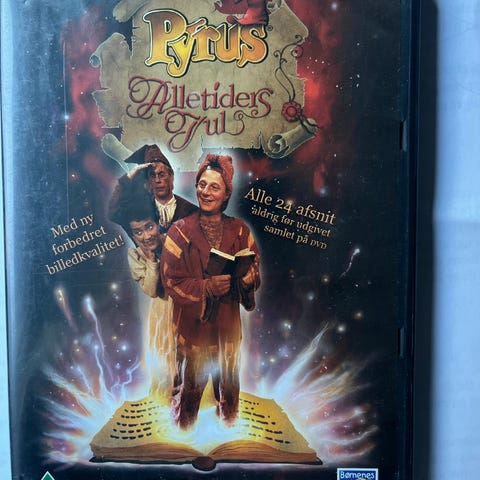 Pyrus
Alletiders
Jul
Med ny
forbedret
billedkvalitet!
Alle 24 afsnit
aldrig før udgivet
samlet på DVD
Børnenes